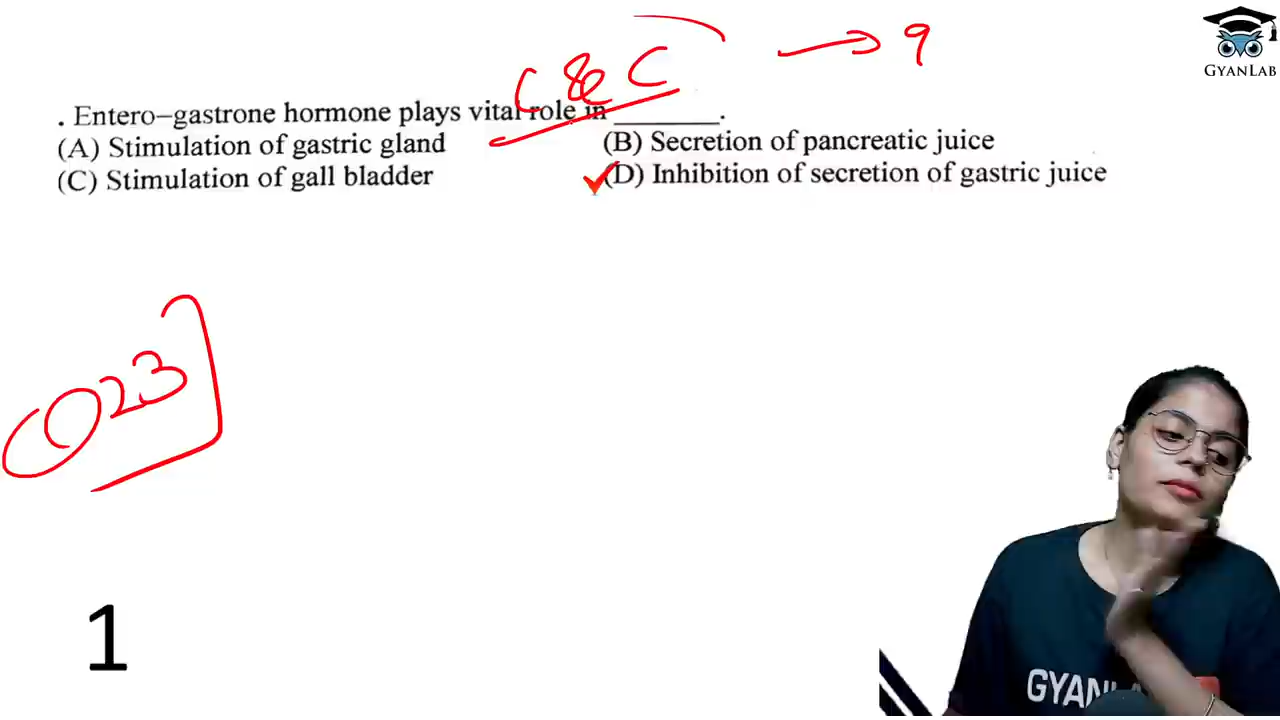 C & C → 9
GYANLAB
. Entero–gastrone hormone plays vital role in ________.
(A) Stimulation of gastric gland (B) Secretion of pancreatic juice
(C) Stimulation of gall bladder (D) Inhibition of secretion of gastric juice
023
1
GYANLA